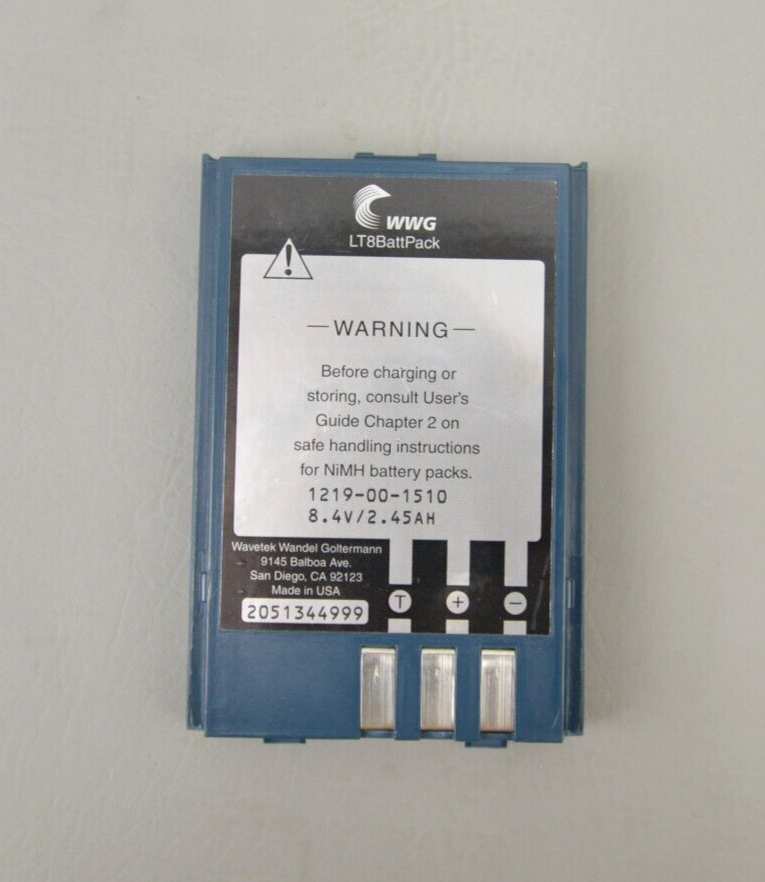 WWG
LT8BattPack
—WARNING—
Before charging or
storing, consult User's
Guide Chapter 2 on
safe handling instructions
for NiMH battery packs.
1219-00-1510
8.4V/2.45AH
Wavetek Wandel Goltermann
9145 Balboa Ave.
San Diego, CA 92123
Made in USA
2051344999
T + −